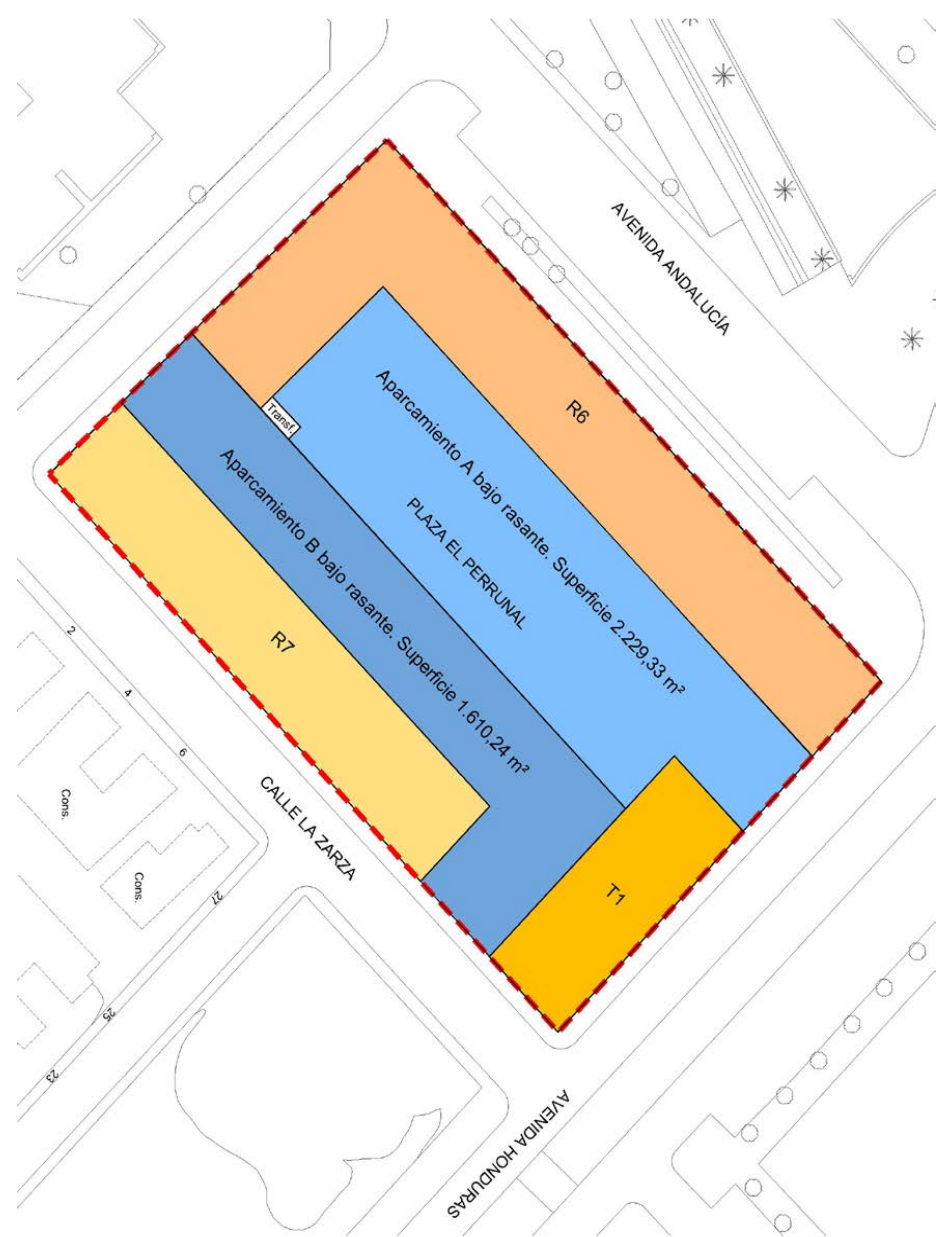 AVENIDA ANDALUCÍA
R6
Transf.
Aparcamiento A bajo rasante. Superficie 2.229,33 m²
PLAZA EL PERRUNAL
Aparcamiento B bajo rasante. Superficie 1.610,24 m²
R7
2
4
6
Cons.
CALLE LA ZARZA
Cons.
27
T1
25
23
AVENIDA HONDURAS